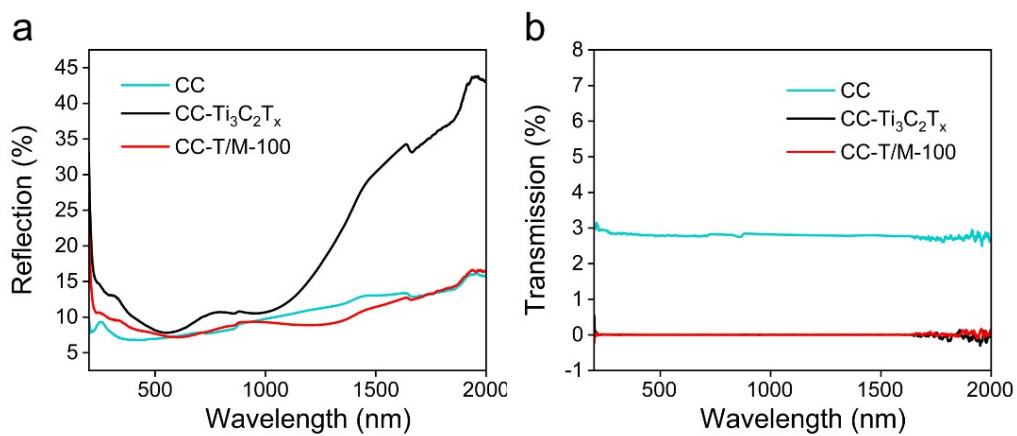 a
45
40
35
30
25
20
15
10
5
Reflection (%)
CC
CC-Ti₃C₂Tₓ
CC-T/M-100
500
1000
1500
2000
Wavelength (nm)
b
8
7
6
5
4
3
2
1
0
-1
Transmission (%)
CC
CC-Ti₃C₂Tₓ
CC-T/M-100
500
1000
1500
2000
Wavelength (nm)